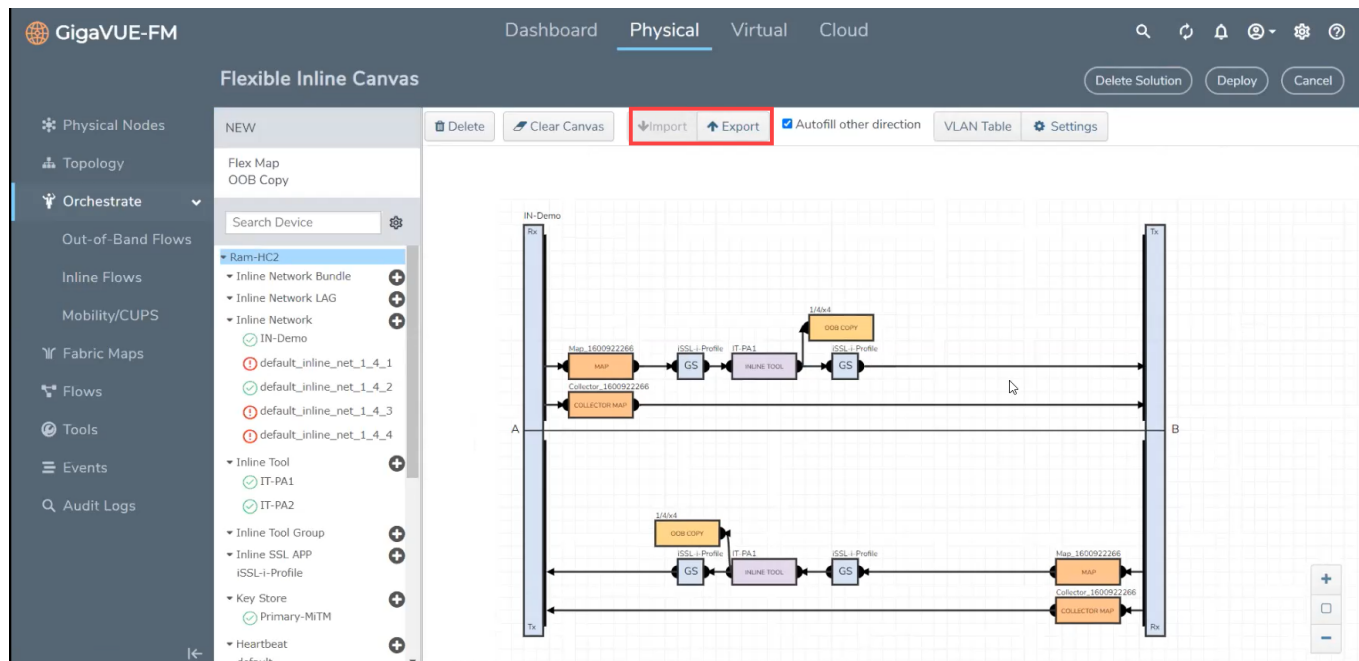 GigaVUE-FM
Dashboard Physical Virtual Cloud
Flexible Inline Canvas
Delete Solution Deploy Cancel
Physical Nodes
Topology
Orchestrate
Out-of-Band Flows
Inline Flows
Mobility/CUPS
Fabric Maps
Flows
Tools
Events
Audit Logs
NEW
Flex Map
OOB Copy
Search Device
Ram-HC2
Inline Network Bundle
Inline Network LAG
Inline Network
IN-Demo
default_inline_net_1_4_1
default_inline_net_1_4_2
default_inline_net_1_4_3
default_inline_net_1_4_4
Inline Tool
IT-PA1
IT-PA2
Inline Tool Group
Inline SSL APP
iSSL-i-Profile
Key Store
Primary-MiTM
Heartbeat
default
Delete Clear Canvas Import Export Autofill other direction VLAN Table Settings
IN-Demo
Rx Tx
1/4/x4
OOB COPY
Map_1600922266 iSSL-i-Profile IT-PA1 iSSL-i-Profile
MAP GS INLINE TOOL GS
Collector_1600922266
COLLECTOR MAP
A B
1/4/x4
OOB COPY
iSSL-i-Profile IT-PA1 iSSL-i-Profile Map_1600922266
GS INLINE TOOL GS MAP
Collector_1600922266
COLLECTOR MAP
Tx Rx